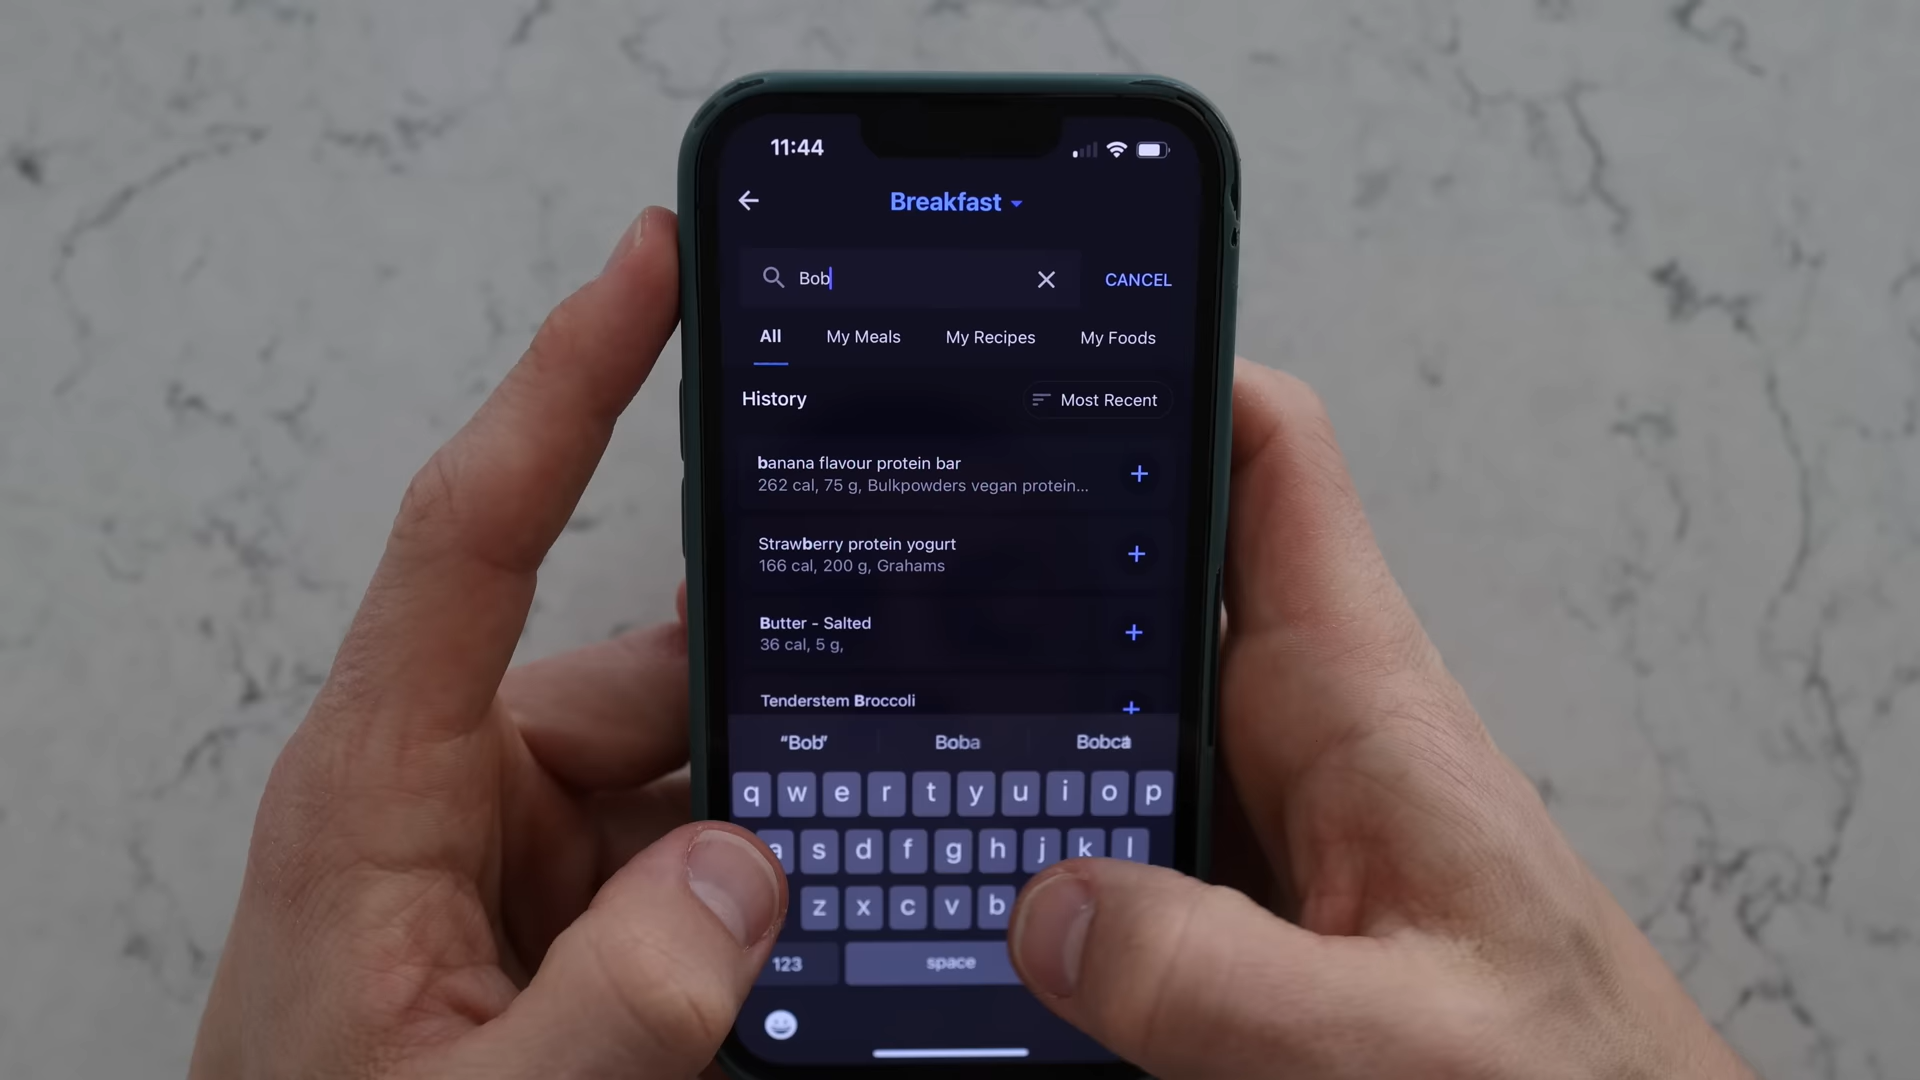 11:44
Breakfast
Bob
CANCEL
All My Meals My Recipes My Foods
History Most Recent
banana flavour protein bar
262 cal, 75 g, Bulkpowders vegan protein...
Strawberry protein yogurt
166 cal, 200 g, Grahams
Butter - Salted
36 cal, 5 g,
Tenderstem Broccoli
“Bob” Boba
q w e r t y u i o p
a s d f g h j k l
z x c v b
123 space